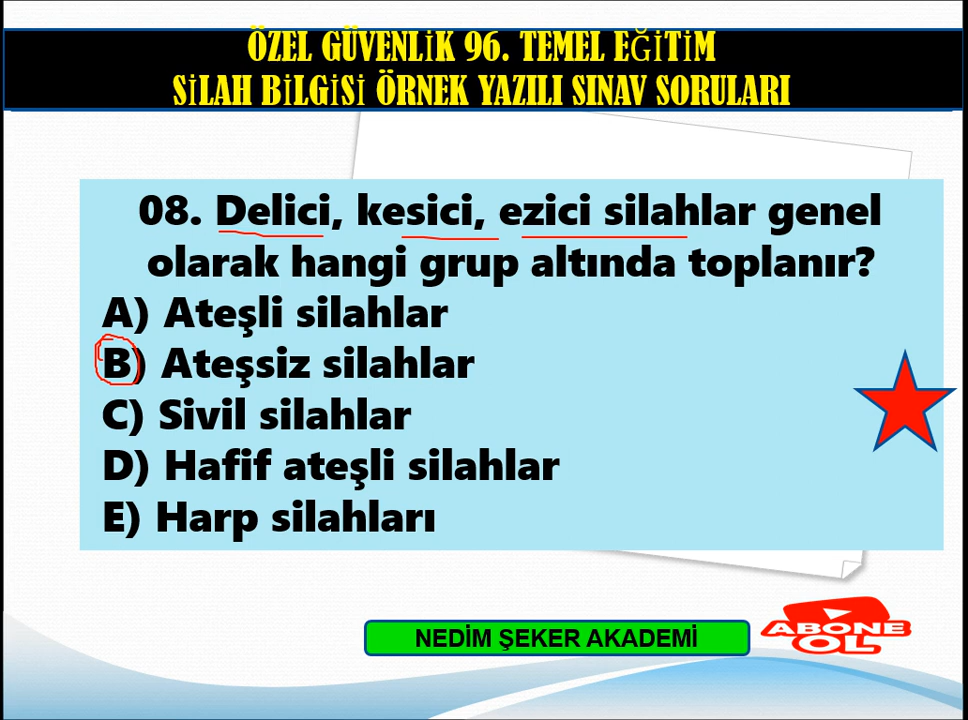 ÖZEL GÜVENLİK 96. TEMEL EĞİTİM
SİLAH BİLGİSİ ÖRNEK YAZILI SINAV SORULARI
08. Delici, kesici, ezici silahlar genel
olarak hangi grup altında toplanır?
A) Ateşli silahlar
B) Ateşsiz silahlar
C) Sivil silahlar
D) Hafif ateşli silahlar
E) Harp silahları
NEDİM ŞEKER AKADEMİ
ABONE
OL